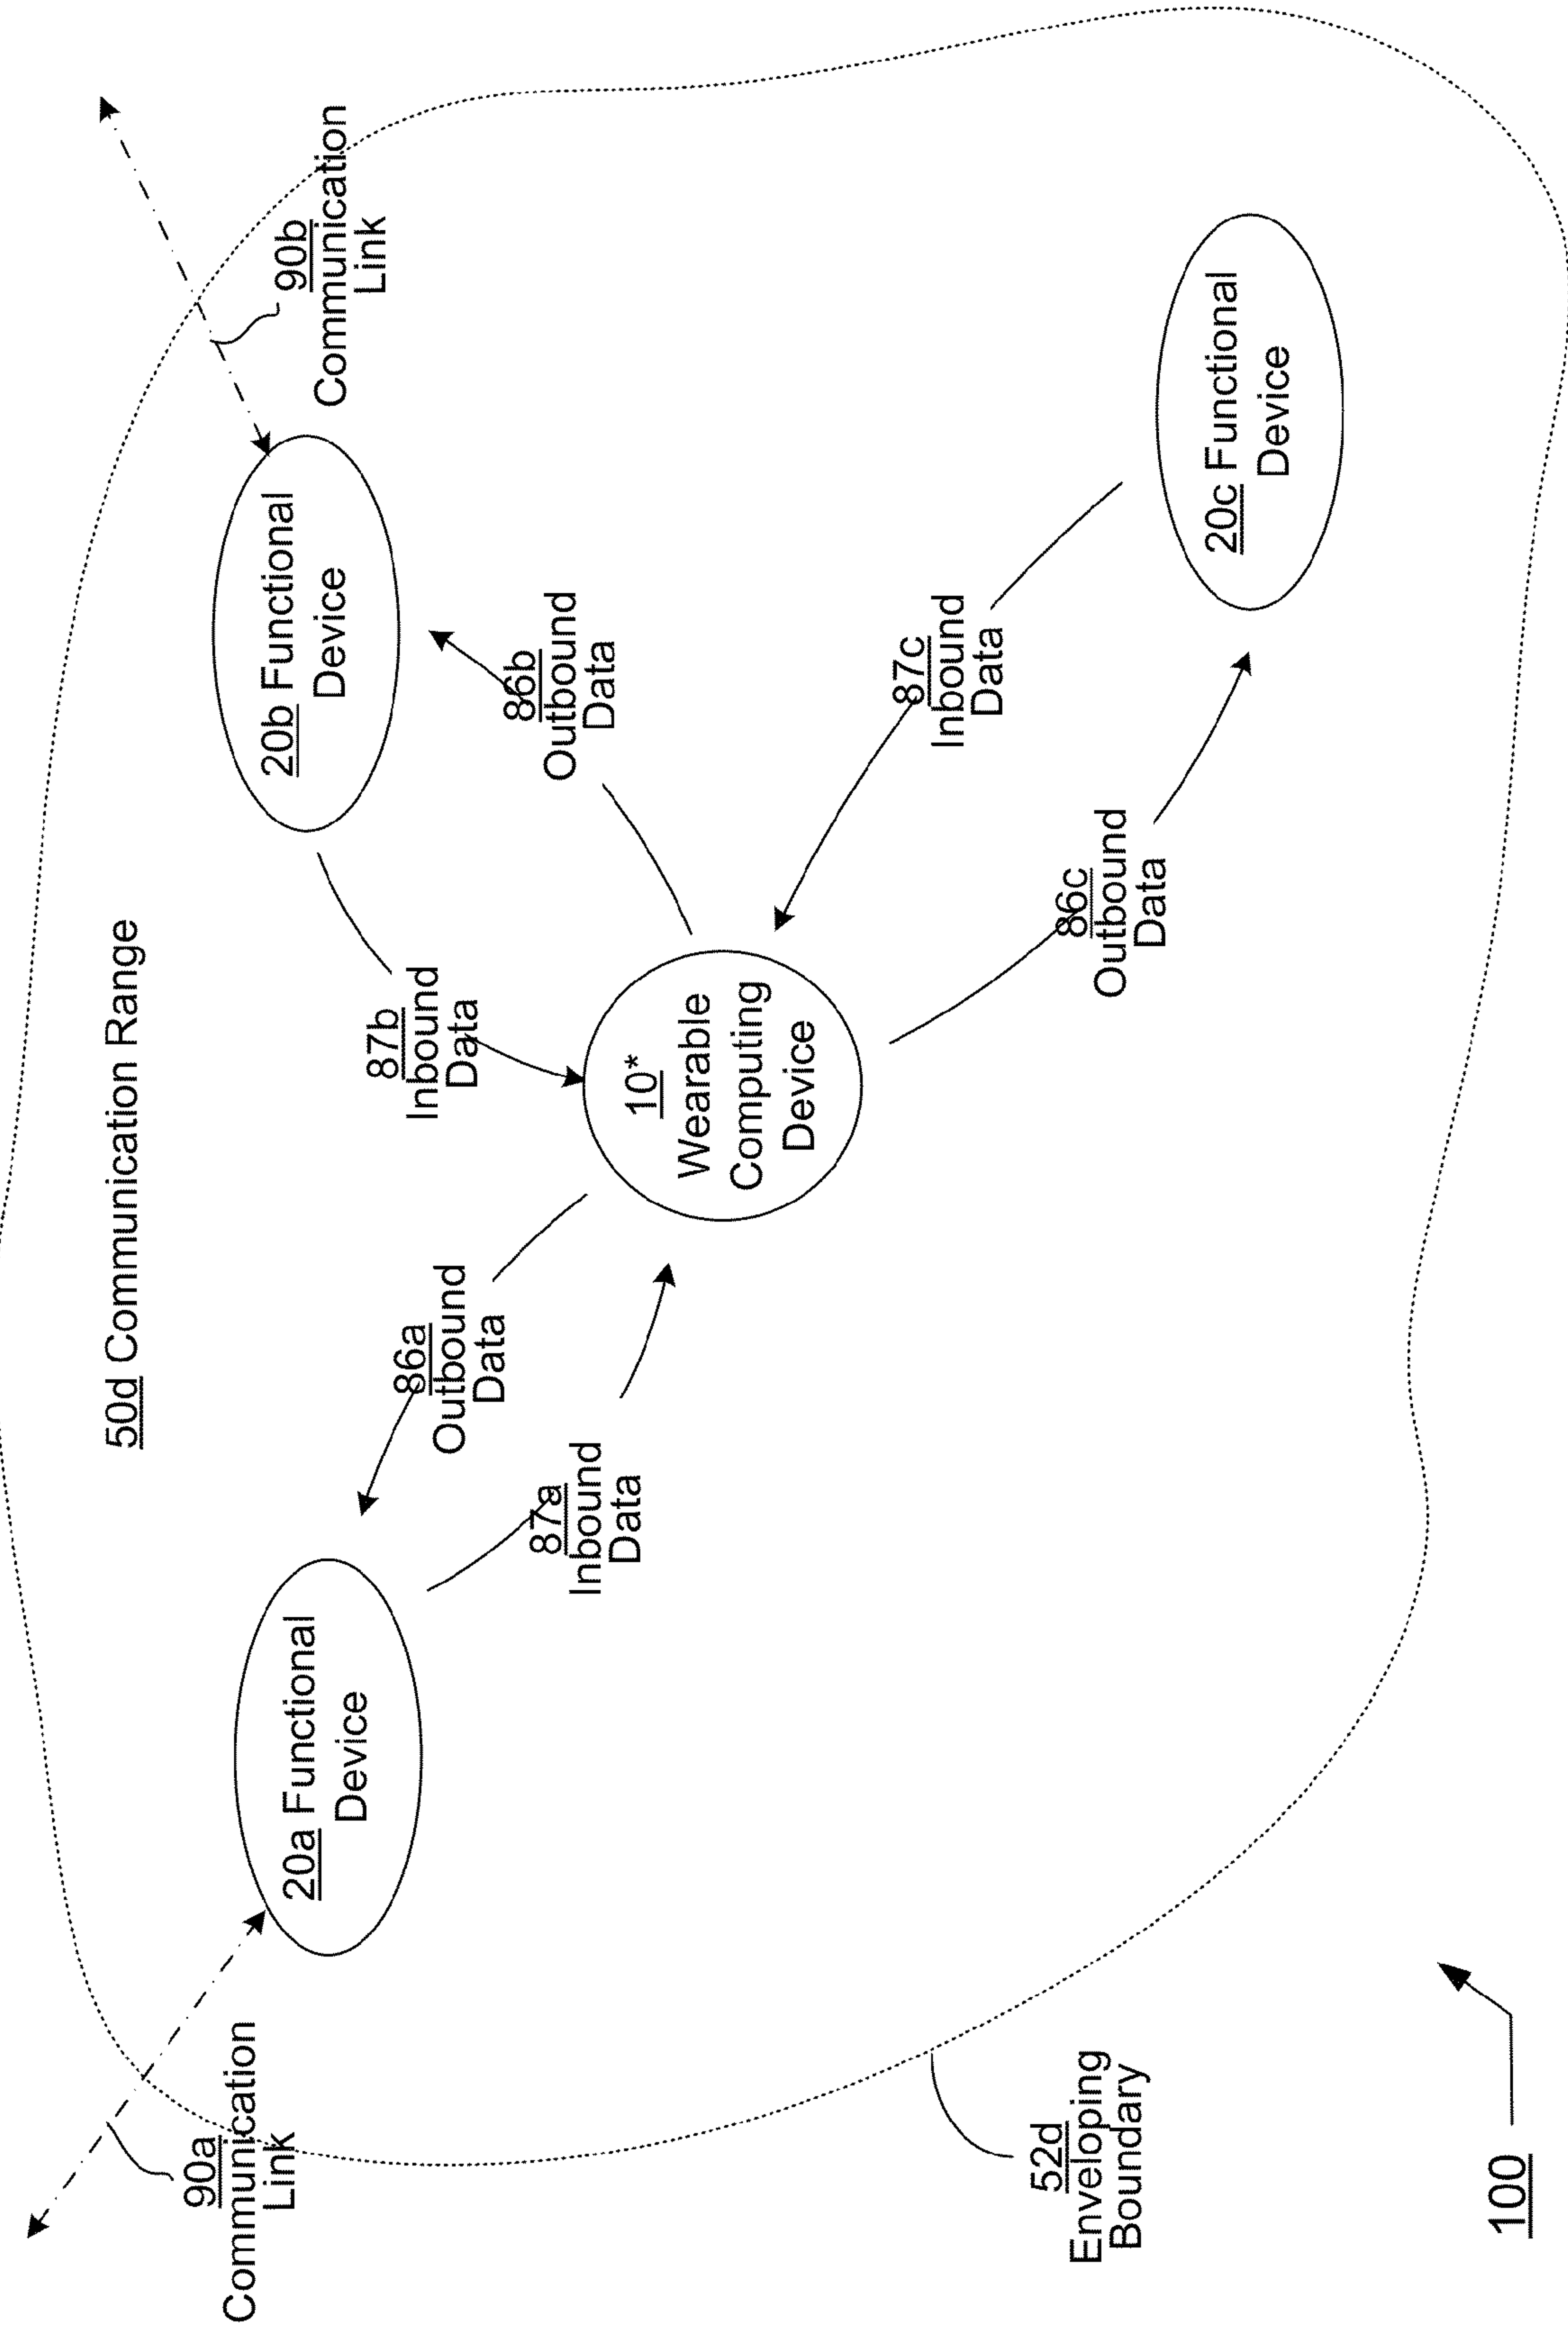 50d Communication Range
90a
Communication
Link
90b
Communication
Link
20a Functional
Device
20b Functional
Device
86a
Outbound
Data
87b
Inbound
Data
86b
Outbound
Data
87a
Inbound
Data
10*
Wearable
Computing
Device
87c
Inbound
Data
86c
Outbound
Data
20c Functional
Device
52d
Enveloping
Boundary
100